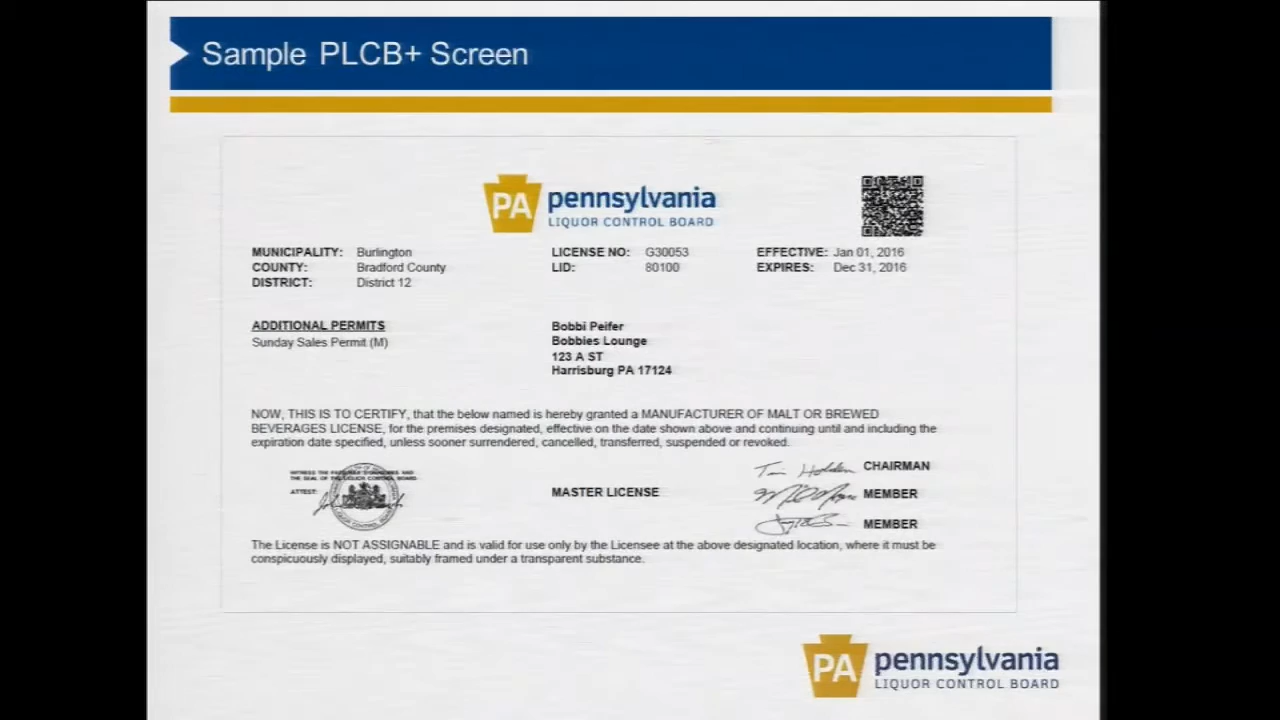 Sample PLCB+ Screen
PA pennsylvania
LIQUOR CONTROL BOARD
MUNICIPALITY: Burlington
COUNTY: Bradford County
DISTRICT: District 12
LICENSE NO: G30053
LID: 80100
EFFECTIVE: Jan 01, 2016
EXPIRES: Dec 31, 2016
ADDITIONAL PERMITS
Sunday Sales Permit (M)
Bobbi Peifer
Bobbies Lounge
123 A ST
Harrisburg PA 17124
NOW, THIS IS TO CERTIFY, that the below named is hereby granted a MANUFACTURER OF MALT OR BREWED
BEVERAGES LICENSE, for the premises designated, effective on the date shown above and continuing until and including the
expiration date specified, unless sooner surrendered, cancelled, transferred, suspended or revoked.
ATTEST:
MASTER LICENSE
CHAIRMAN
MEMBER
MEMBER
The License is NOT ASSIGNABLE and is valid for use only by the Licensee at the above designated location, where it must be
conspicuously displayed, suitably framed under a transparent substance.
PA pennsylvania
LIQUOR CONTROL BOARD